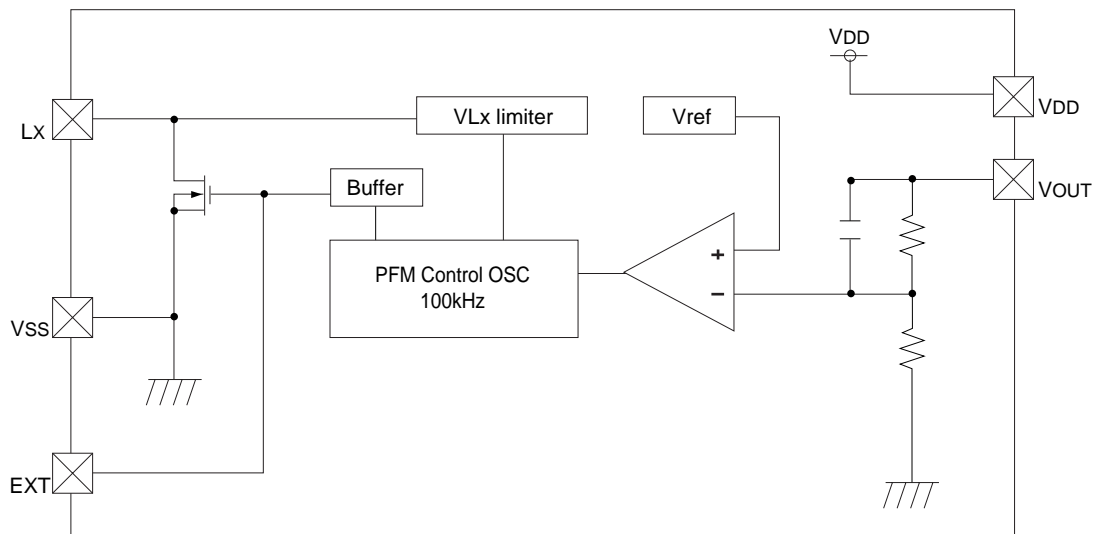 VDD
VDD
LX
VLx limiter
Vref
Buffer
VOUT
+
PFM Control OSC
100kHz
−
VSS
EXT